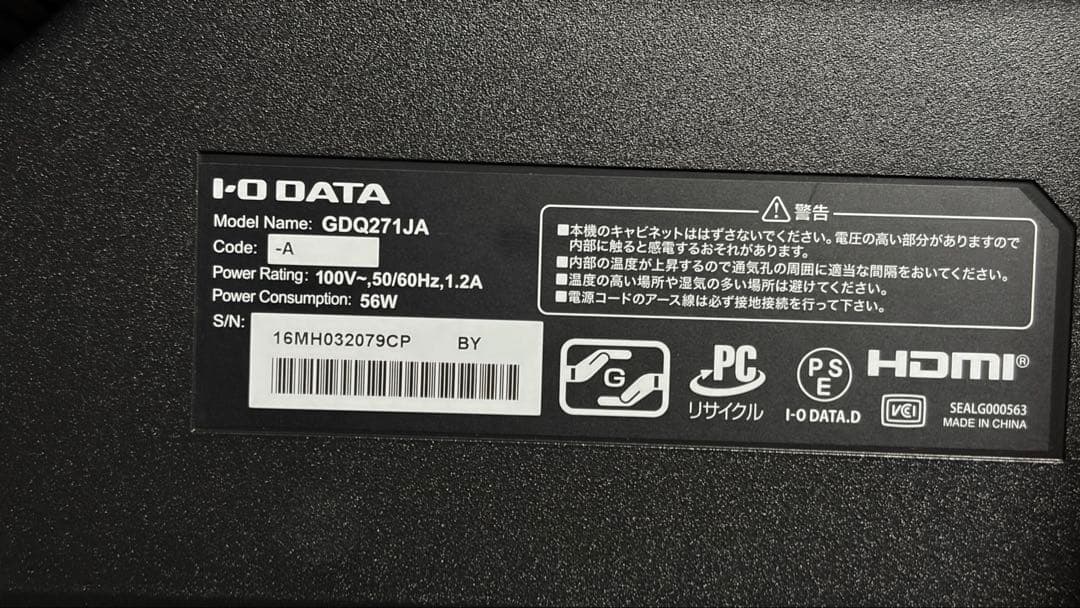 I-O DATA
Model Name: GDQ271JA
Code: -A
Power Rating: 100V~,50/60Hz,1.2A
Power Consumption: 56W
S/N:
16MH032079CP BY
警告
■本機のキャビネットははずさないでください。電圧の高い部分がありますので
内部に触ると感電するおそれがあります。
■内部の温度が上昇するので通気孔の周囲に適当な間隔をおいてください。
■温度の高い場所や湿気の多い場所は避けてください。
■電源コードのアース線は必ず接地接続を行って下さい。
G
PC
リサイクル
PS
E
I-O DATA.D
HDMI®
VCI
SEALG000563
MADE IN CHINA